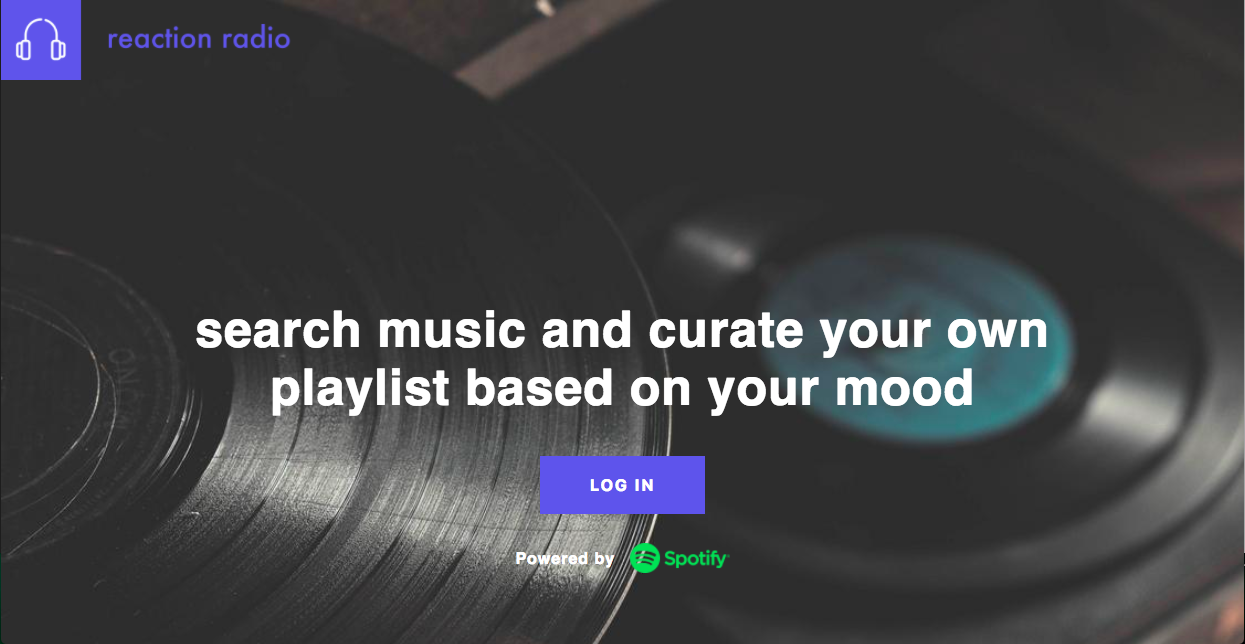 reaction radio
search music and curate your own
playlist based on your mood
LOG IN
Powered by Spotify